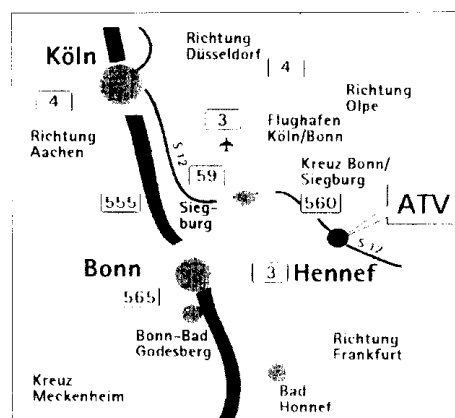 Richtung
Düsseldorf
Köln
4
4
Richtung
Olpe
3
Flughafen
Köln/Bonn
Richtung
Aachen
S 12
59
Kreuz Bonn/
Siegburg
555
Sieg-
burg
560
ATV
S 12
Bonn
3
Hennef
565
Bonn-Bad
Godesberg
Richtung
Frankfurt
Kreuz
Meckenheim
Bad
Honnef